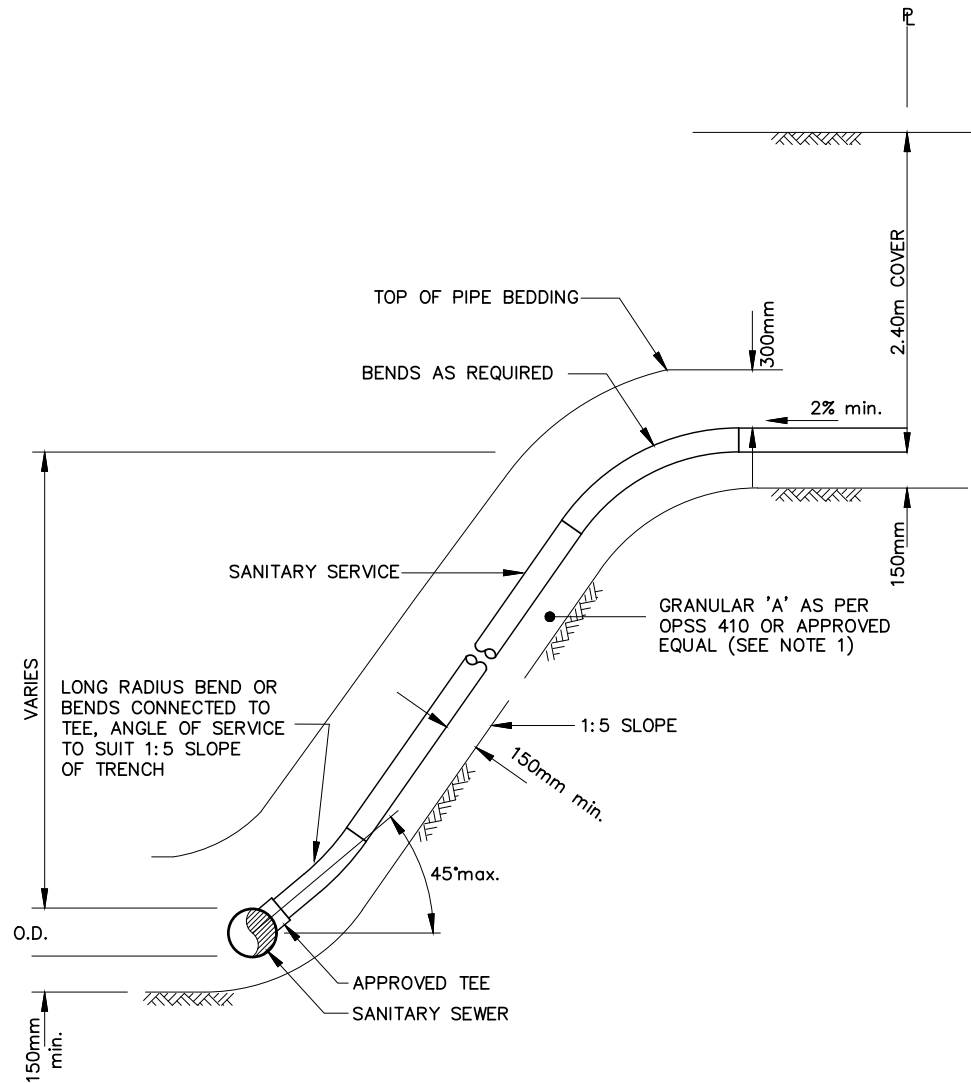 ℄
2.40m COVER
TOP OF PIPE BEDDING
300mm
BENDS AS REQUIRED
2% min.
SANITARY SERVICE
150mm
GRANULAR 'A' AS PER
OPSS 410 OR APPROVED
EQUAL (SEE NOTE 1)
VARIES
LONG RADIUS BEND OR
BENDS CONNECTED TO
TEE, ANGLE OF SERVICE
TO SUIT 1:5 SLOPE
OF TRENCH
1:5 SLOPE
150mm min.
45°max.
O.D.
APPROVED TEE
SANITARY SEWER
150mm
min.